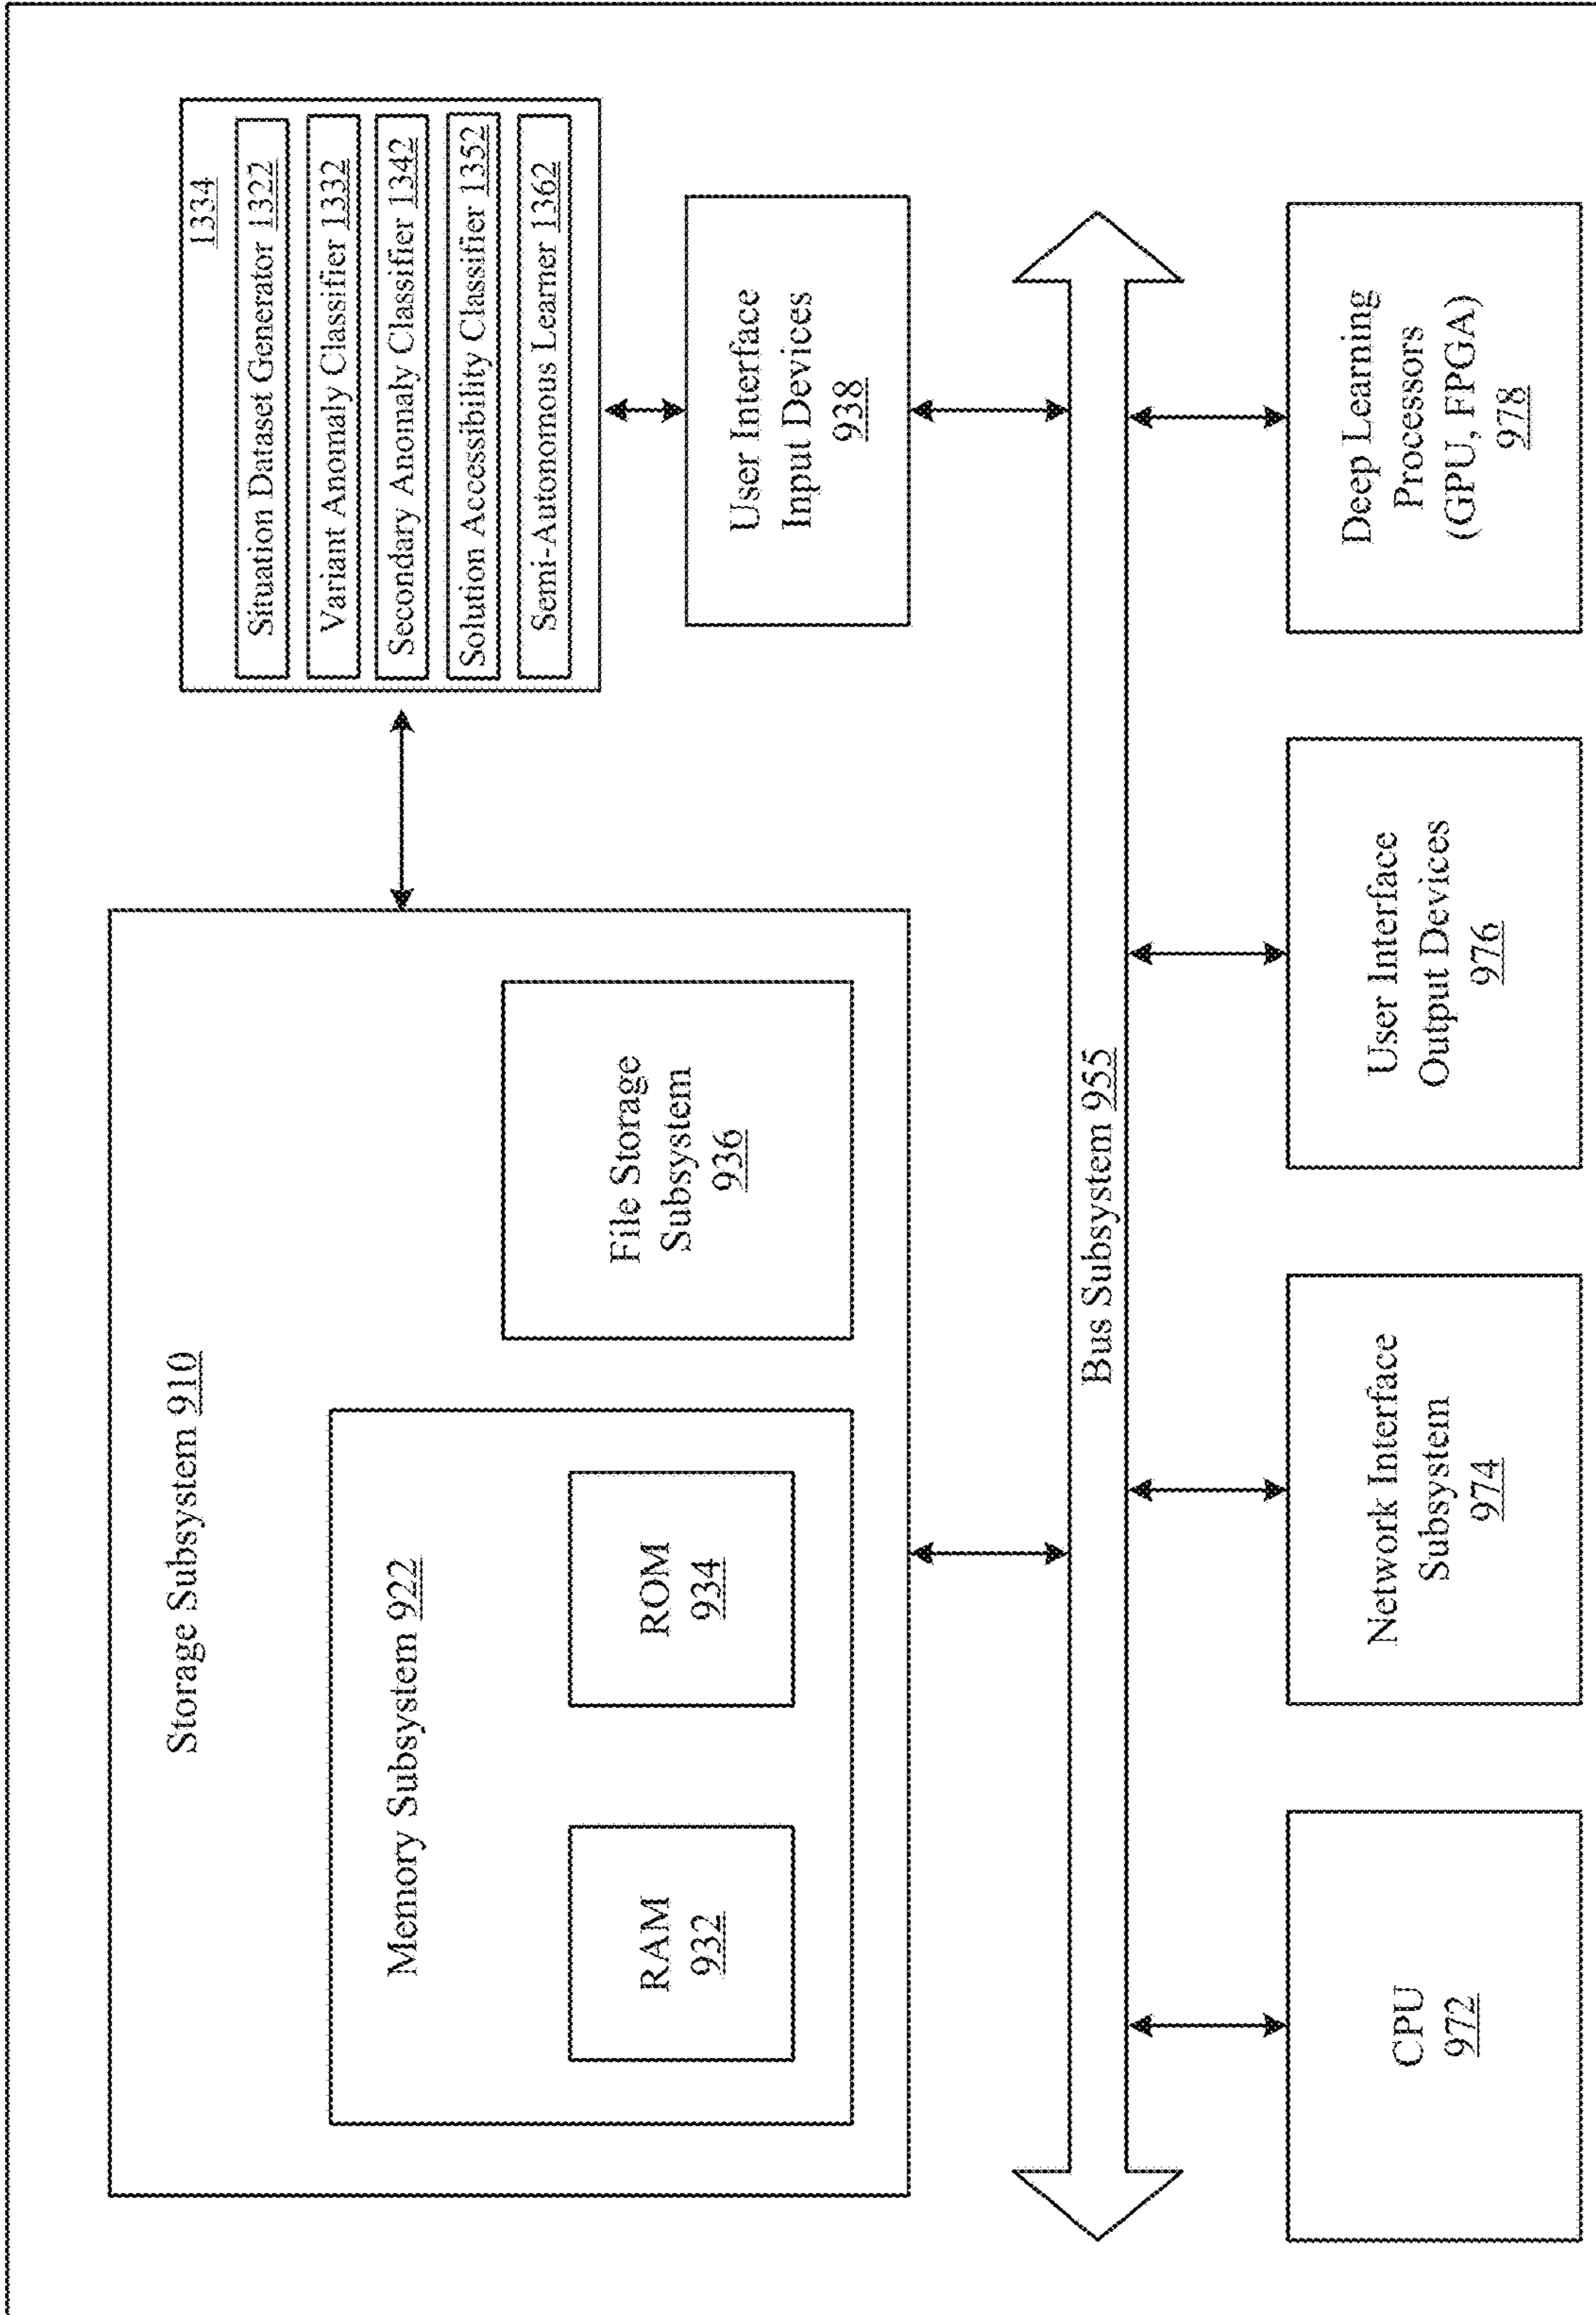 Storage Subsystem 910
Memory Subsystem 922
RAM
932
ROM
934
File Storage
Subsystem
936
1334
Situation Dataset Generator 1322
Variant Anomaly Classifier 1332
Secondary Anomaly Classifier 1342
Solution Accessibility Classifier 1352
Semi-Autonomous Learner 1362
User Interface
Input Devices
938
Bus Subsystem 955
CPU
972
Network Interface
Subsystem
974
User Interface
Output Devices
976
Deep Learning
Processors
(GPU, FPGA)
978